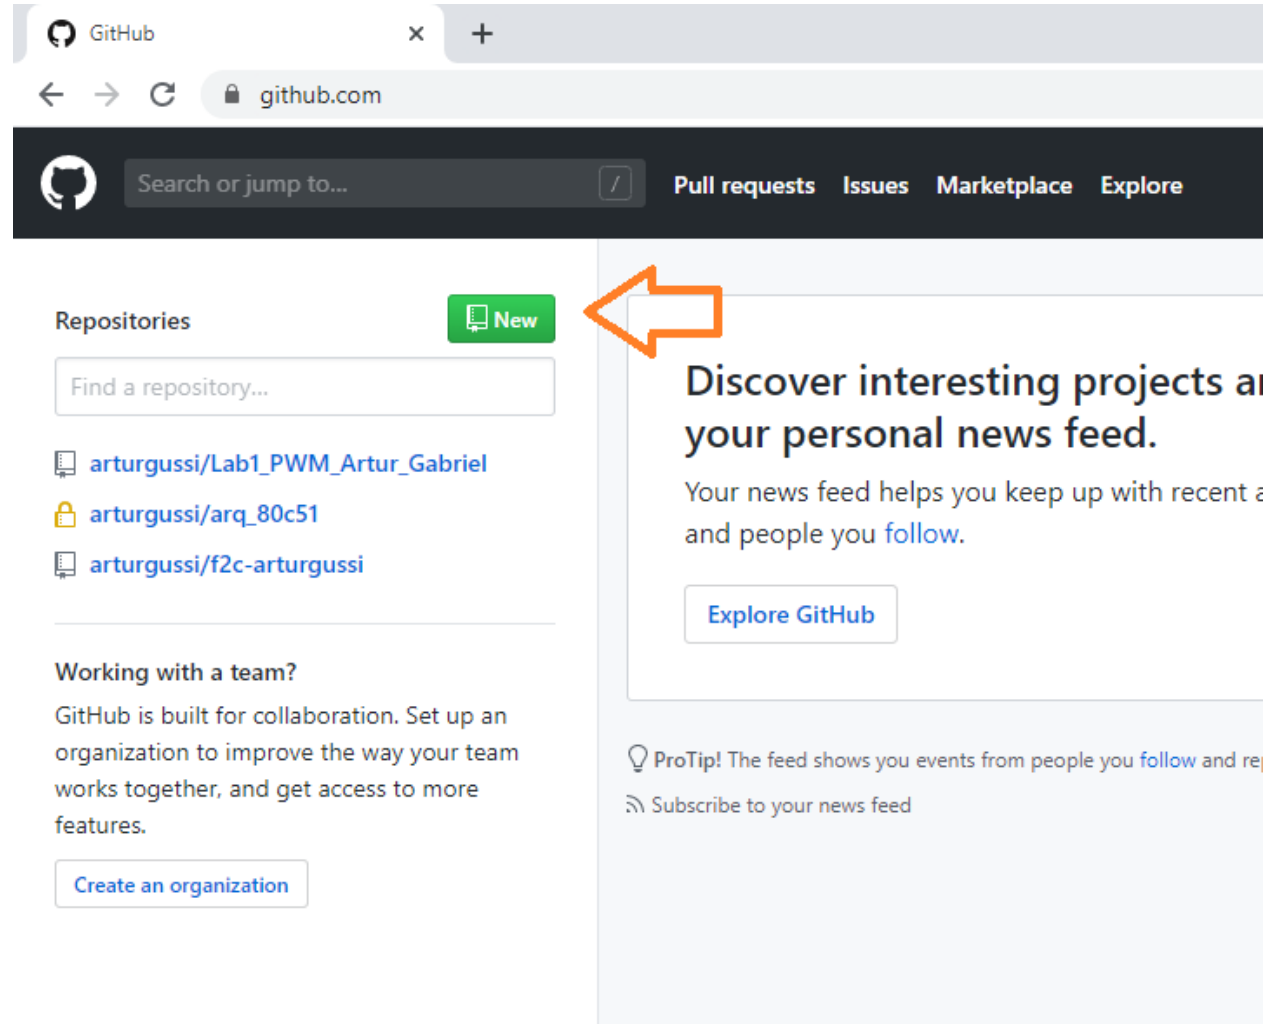 GitHub
github.com
Search or jump to...
/
Pull requests Issues Marketplace Explore
Repositories
New
Find a repository...
arturgussi/Lab1_PWM_Artur_Gabriel
arturgussi/arq_80c51
arturgussi/f2c-arturgussi
Working with a team?
GitHub is built for collaboration. Set up an
organization to improve the way your team
works together, and get access to more
features.
Create an organization
Discover interesting projects
your personal news feed.
Your news feed helps you keep up with recent
and people you follow.
Explore GitHub
ProTip! The feed shows you events from people you follow and
Subscribe to your news feed